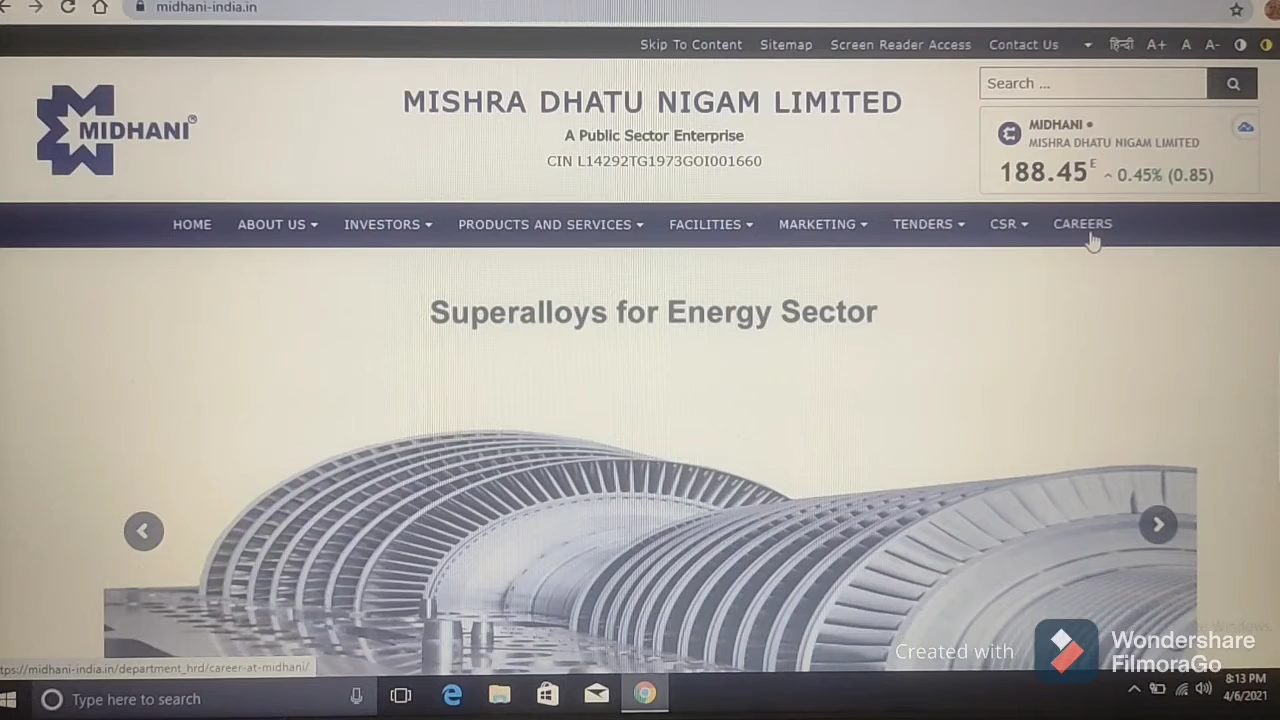 midhani-india.in
Skip To Content Sitemap Screen Reader Access Contact Us हिन्दी A+ A A-
MIDHANI®
MISHRA DHATU NIGAM LIMITED
A Public Sector Enterprise
CIN L14292TG1973GOI001660
Search ...
MIDHANI
MISHRA DHATU NIGAM LIMITED
188.45 E 0.45% (0.85)
HOME ABOUT US INVESTORS PRODUCTS AND SERVICES FACILITIES MARKETING TENDERS CSR CAREERS
Superalloys for Energy Sector
Created with
Wondershare
FilmoraGo
tps://midhani-india.in/department_hrd/career-at-midhani/
Type here to search
8:13 PM
4/6/2021